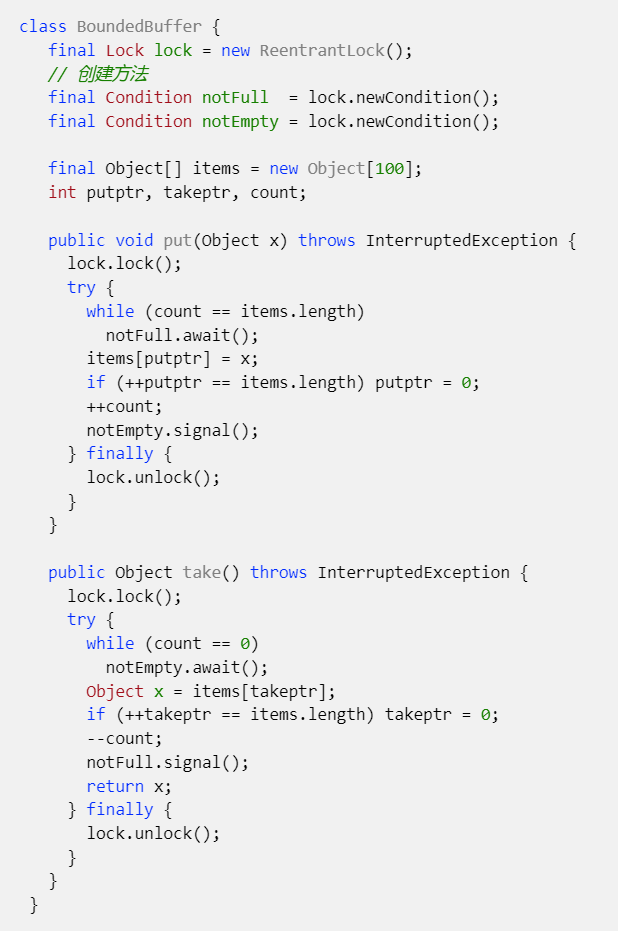 class BoundedBuffer {
   final Lock lock = new ReentrantLock();
   // 创建方法
   final Condition notFull  = lock.newCondition();
   final Condition notEmpty = lock.newCondition();

   final Object[] items = new Object[100];
   int putptr, takeptr, count;

   public void put(Object x) throws InterruptedException {
     lock.lock();
     try {
       while (count == items.length)
         notFull.await();
       items[putptr] = x;
       if (++putptr == items.length) putptr = 0;
       ++count;
       notEmpty.signal();
     } finally {
       lock.unlock();
     }
   }

   public Object take() throws InterruptedException {
     lock.lock();
     try {
       while (count == 0)
         notEmpty.await();
       Object x = items[takeptr];
       if (++takeptr == items.length) takeptr = 0;
       --count;
       notFull.signal();
       return x;
     } finally {
       lock.unlock();
     }
   }
 }